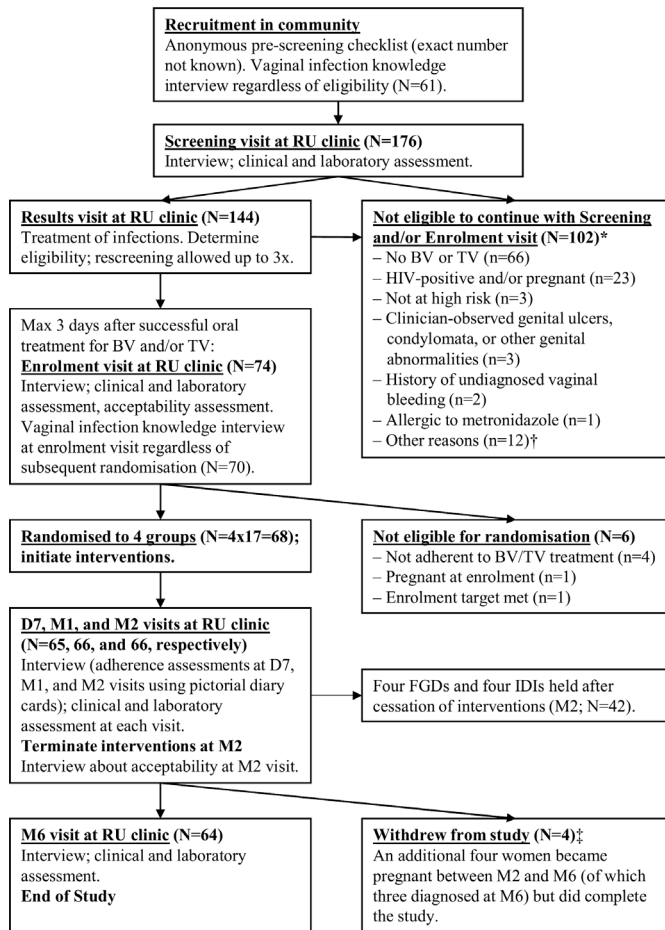 Recruitment in community
Anonymous pre-screening checklist (exact number
not known). Vaginal infection knowledge
interview regardless of eligibility (N=61).
Screening visit at RU clinic (N=176)
Interview; clinical and laboratory assessment.
Results visit at RU clinic (N=144)
Treatment of infections. Determine
eligibility; rescreening allowed up to 3x.
Not eligible to continue with Screening
and/or Enrolment visit (N=102)*
– No BV or TV (n=66)
– HIV-positive and/or pregnant (n=23)
– Not at high risk (n=3)
– Clinician-observed genital ulcers,
condylomata, or other genital
abnormalities (n=3)
– History of undiagnosed vaginal
bleeding (n=2)
– Allergic to metronidazole (n=1)
– Other reasons (n=12)†
Max 3 days after successful oral
treatment for BV and/or TV:
Enrolment visit at RU clinic (N=74)
Interview; clinical and laboratory
assessment, acceptability assessment.
Vaginal infection knowledge interview
at enrolment visit regardless of
subsequent randomisation (N=70).
Randomised to 4 groups (N=4x17=68);
initiate interventions.
Not eligible for randomisation (N=6)
– Not adherent to BV/TV treatment (n=4)
– Pregnant at enrolment (n=1)
– Enrolment target met (n=1)
D7, M1, and M2 visits at RU clinic
(N=65, 66, and 66, respectively)
Interview (adherence assessments at D7,
M1, and M2 visits using pictorial diary
cards); clinical and laboratory
assessment at each visit.
Terminate interventions at M2
Interview about acceptability at M2 visit.
Four FGDs and four IDIs held after
cessation of interventions (M2; N=42).
M6 visit at RU clinic (N=64)
Interview; clinical and laboratory
assessment.
End of Study
Withdrew from study (N=4)‡
An additional four women became
pregnant between M2 and M6 (of which
three diagnosed at M6) but did complete
the study.